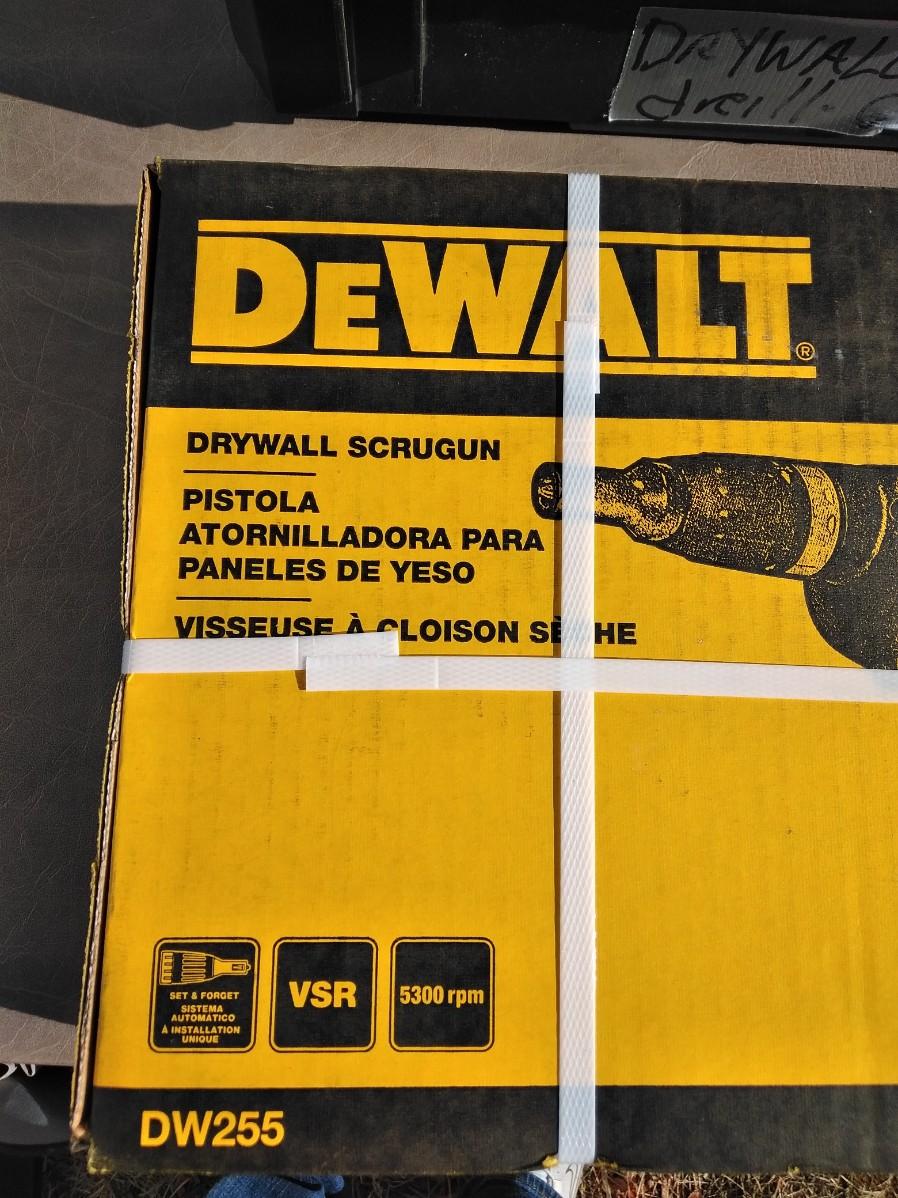 DRYWALL
DEWALT®
DRYWALL SCRUGUN
PISTOLA
ATORNILLADORA PARA
PANELES DE YESO
VISSEUSE À CLOISON SÈCHE
SET & FORGET
SISTEMA
AUTOMATICO
À INSTALLATION
UNIQUE
VSR
5300 rpm
DW255